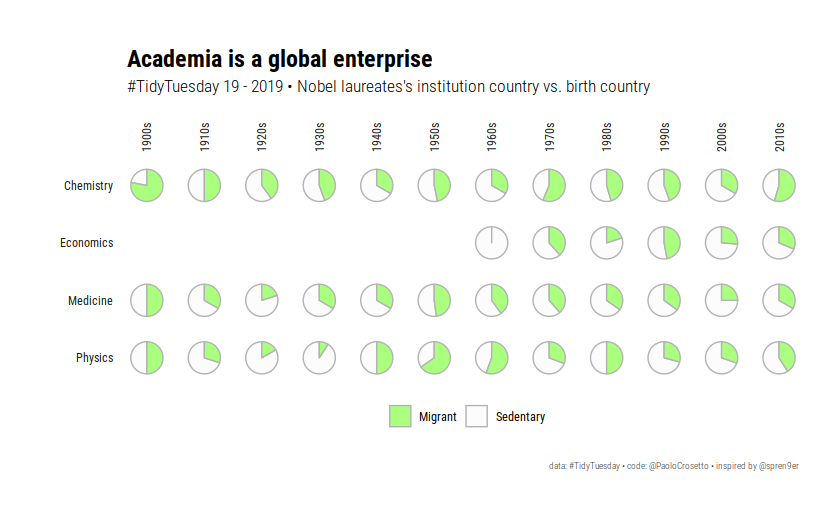 Academia is a global enterprise
#TidyTuesday 19 - 2019 • Nobel laureates's institution country vs. birth country
1900s 1910s 1920s 1930s 1940s 1950s 1960s 1970s 1980s 1990s 2000s 2010s
Chemistry
Economics
Medicine
Physics
Migrant Sedentary
data: #TidyTuesday • code: @PaoloCrosetto • inspired by @spren9er